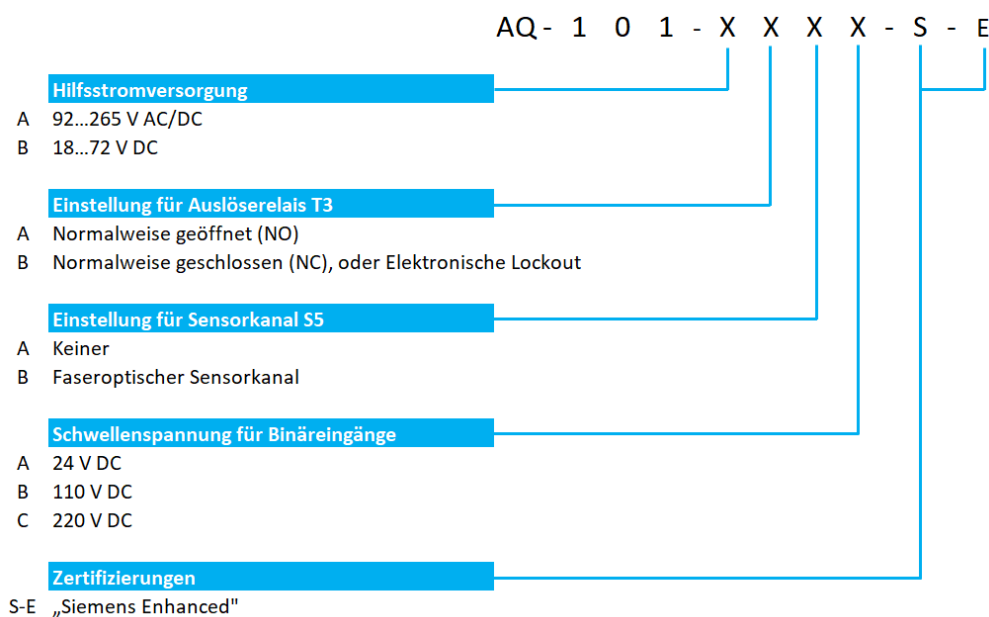 AQ - 1 0 1 - X X X X - S - E
Hilfsstromversorgung
A 92...265 V AC/DC
B 18...72 V DC
Einstellung für Auslöserelais T3
A Normalweise geöffnet (NO)
B Normalweise geschlossen (NC), oder Elektronische Lockout
Einstellung für Sensorkanal S5
A Keiner
B Faseroptischer Sensorkanal
Schwellenspannung für Binäreingänge
A 24 V DC
B 110 V DC
C 220 V DC
Zertifizierungen
S-E „Siemens Enhanced"